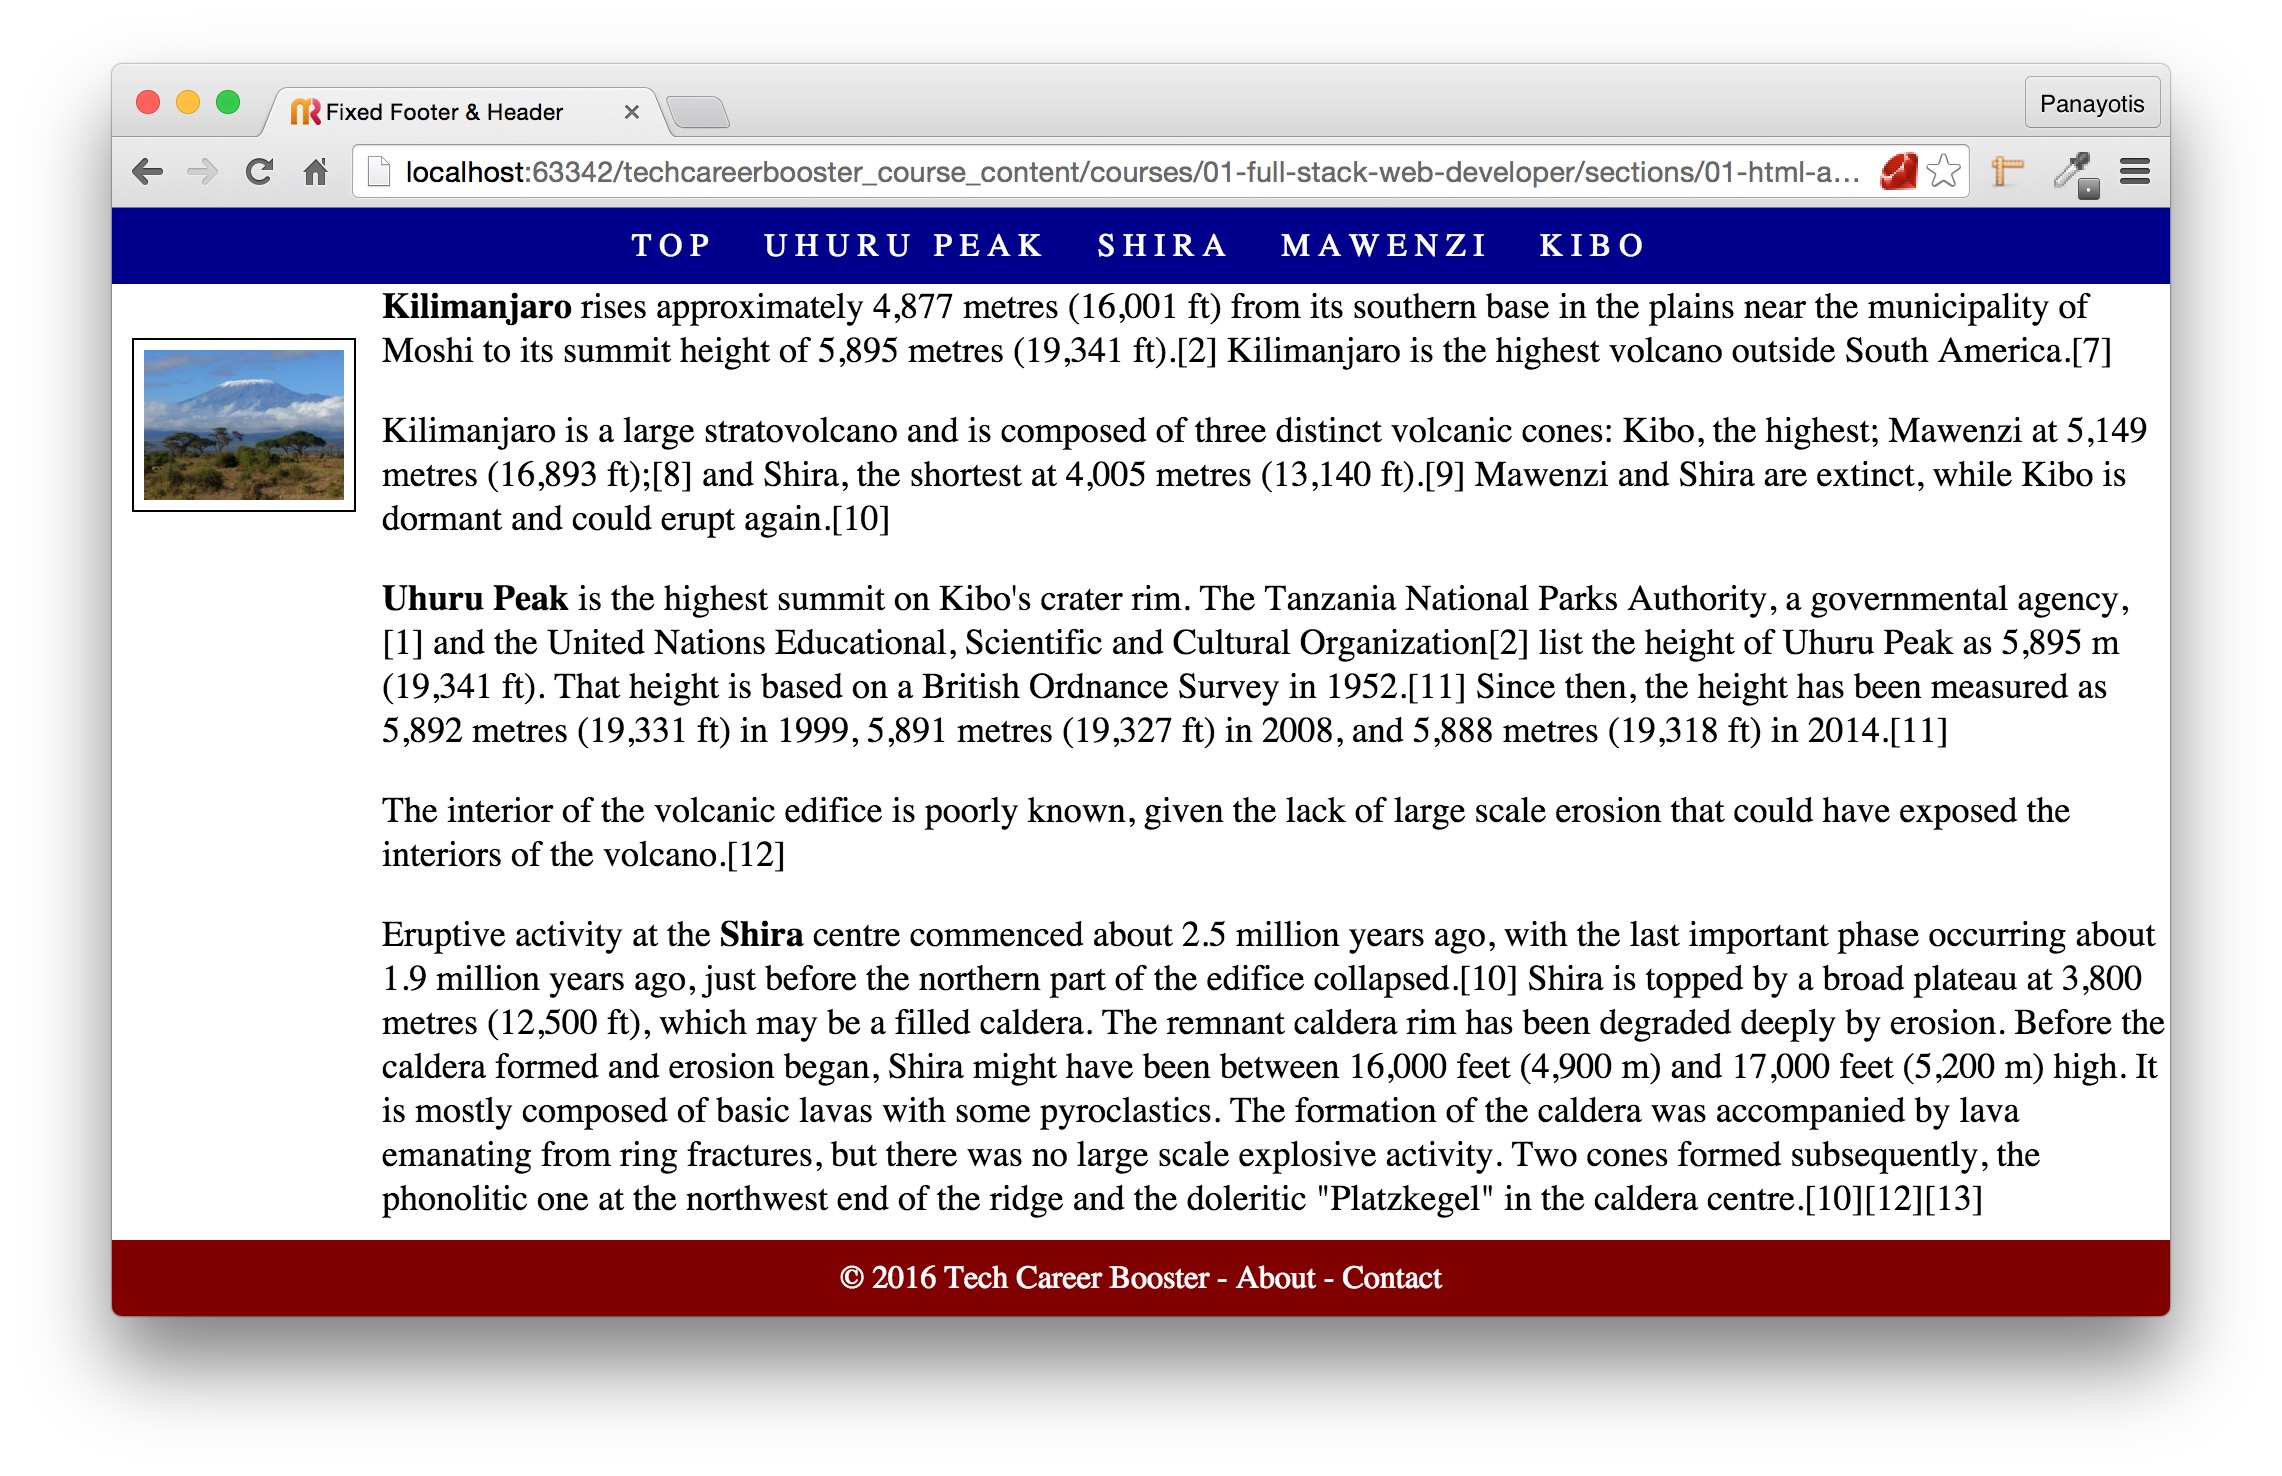 Fixed Footer & Header
Panayotis
localhost:63342/techcareerbooster_course_content/courses/01-full-stack-web-developer/sections/01-html-a...
TOP UHURU PEAK SHIRA MAWENZI KIBO
Kilimanjaro rises approximately 4,877 metres (16,001 ft) from its southern base in the plains near the municipality of
Moshi to its summit height of 5,895 metres (19,341 ft).[2] Kilimanjaro is the highest volcano outside South America.[7]
Kilimanjaro is a large stratovolcano and is composed of three distinct volcanic cones: Kibo, the highest; Mawenzi at 5,149
metres (16,893 ft);[8] and Shira, the shortest at 4,005 metres (13,140 ft).[9] Mawenzi and Shira are extinct, while Kibo is
dormant and could erupt again.[10]
Uhuru Peak is the highest summit on Kibo's crater rim. The Tanzania National Parks Authority, a governmental agency,
[1] and the United Nations Educational, Scientific and Cultural Organization[2] list the height of Uhuru Peak as 5,895 m
(19,341 ft). That height is based on a British Ordnance Survey in 1952.[11] Since then, the height has been measured as
5,892 metres (19,331 ft) in 1999, 5,891 metres (19,327 ft) in 2008, and 5,888 metres (19,318 ft) in 2014.[11]
The interior of the volcanic edifice is poorly known, given the lack of large scale erosion that could have exposed the
interiors of the volcano.[12]
Eruptive activity at the Shira centre commenced about 2.5 million years ago, with the last important phase occurring about
1.9 million years ago, just before the northern part of the edifice collapsed.[10] Shira is topped by a broad plateau at 3,800
metres (12,500 ft), which may be a filled caldera. The remnant caldera rim has been degraded deeply by erosion. Before the
caldera formed and erosion began, Shira might have been between 16,000 feet (4,900 m) and 17,000 feet (5,200 m) high. It
is mostly composed of basic lavas with some pyroclastics. The formation of the caldera was accompanied by lava
emanating from ring fractures, but there was no large scale explosive activity. Two cones formed subsequently, the
phonolitic one at the northwest end of the ridge and the doleritic "Platzkegel" in the caldera centre.[10][12][13]
© 2016 Tech Career Booster - About - Contact